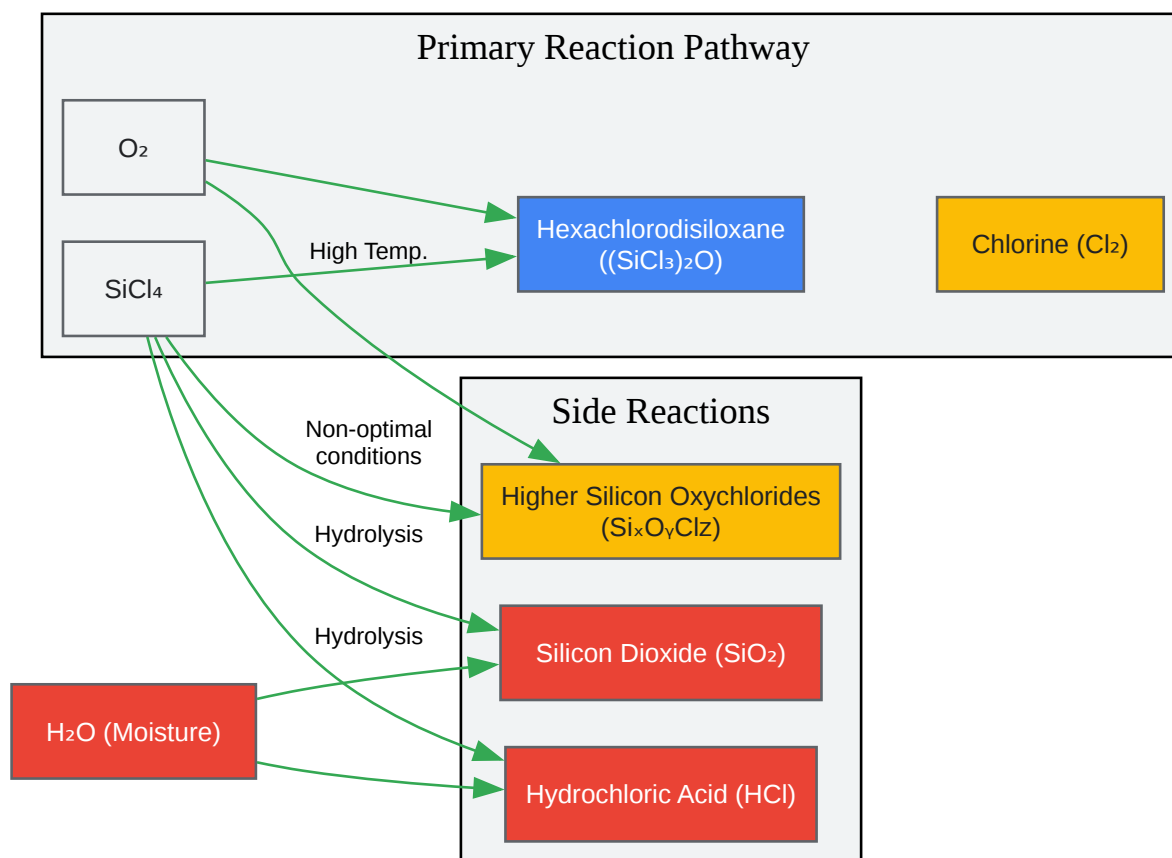 Primary Reaction Pathway
O₂
SiCl₄
High Temp.
Hexachlorodisiloxane
((SiCl₃)₂O)
Chlorine (Cl₂)
Side Reactions
Non-optimal
conditions
Higher Silicon Oxychlorides
(SiₓOᵧClz)
Hydrolysis
Silicon Dioxide (SiO₂)
Hydrolysis
H₂O (Moisture)
Hydrochloric Acid (HCl)